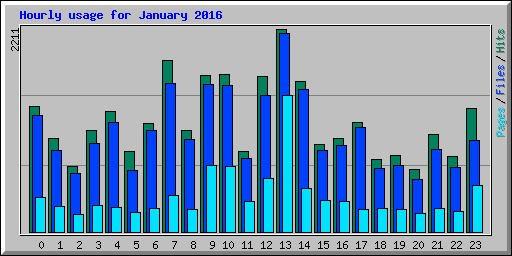 Hourly usage for January 2016
2211
Pages/Files/Hits
0 1 2 3 4 5 6 7 8 9 10 11 12 13 14 15 16 17 18 19 20 21 22 23